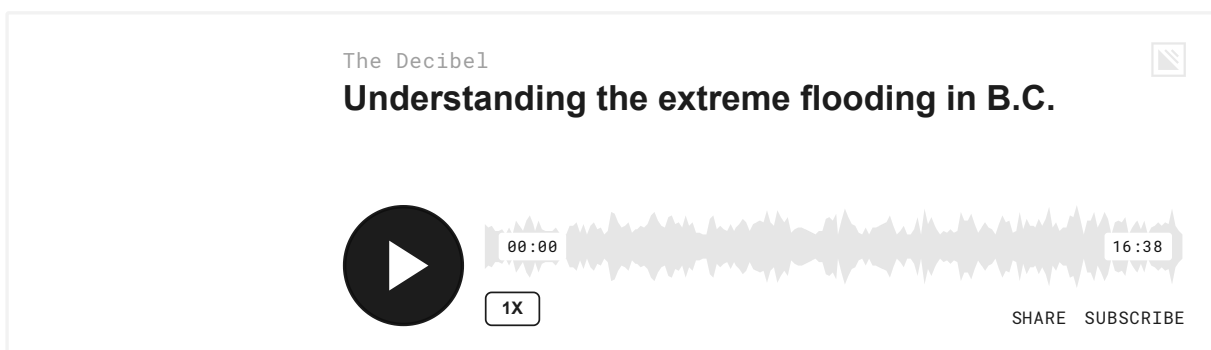 The Decibel
Understanding the extreme flooding in B.C.
00:00
16:38
1X
SHARE SUBSCRIBE